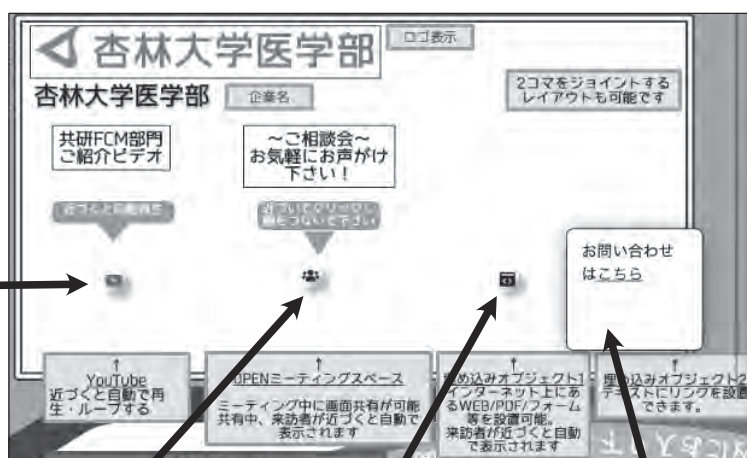 杏林大学医学部
ロゴ表示
杏林大学医学部
企業名
2コマをジョイントする
レイアウトも可能です
共研FCM部門
ご紹介ビデオ
～ご相談会～
お気軽にお声がけ
下さい！
近づくと自動再生
お問い合わせ
はこちら
↑
YouTube
近づくと自動で再
生・ループする
↑
OPENミーティングスペース
ミーティング中に画面共有が可能
共有中、来訪者が近づくと自動で
表示されます
↑
埋め込みオブジェクト1
インターネット上にあ
るWEB/PDF/フォーム
等を設置可能。
来訪者が近づくと自動
で表示されます
↑
埋め込みオブジェクト2
テキストにリンクを設置
できます。